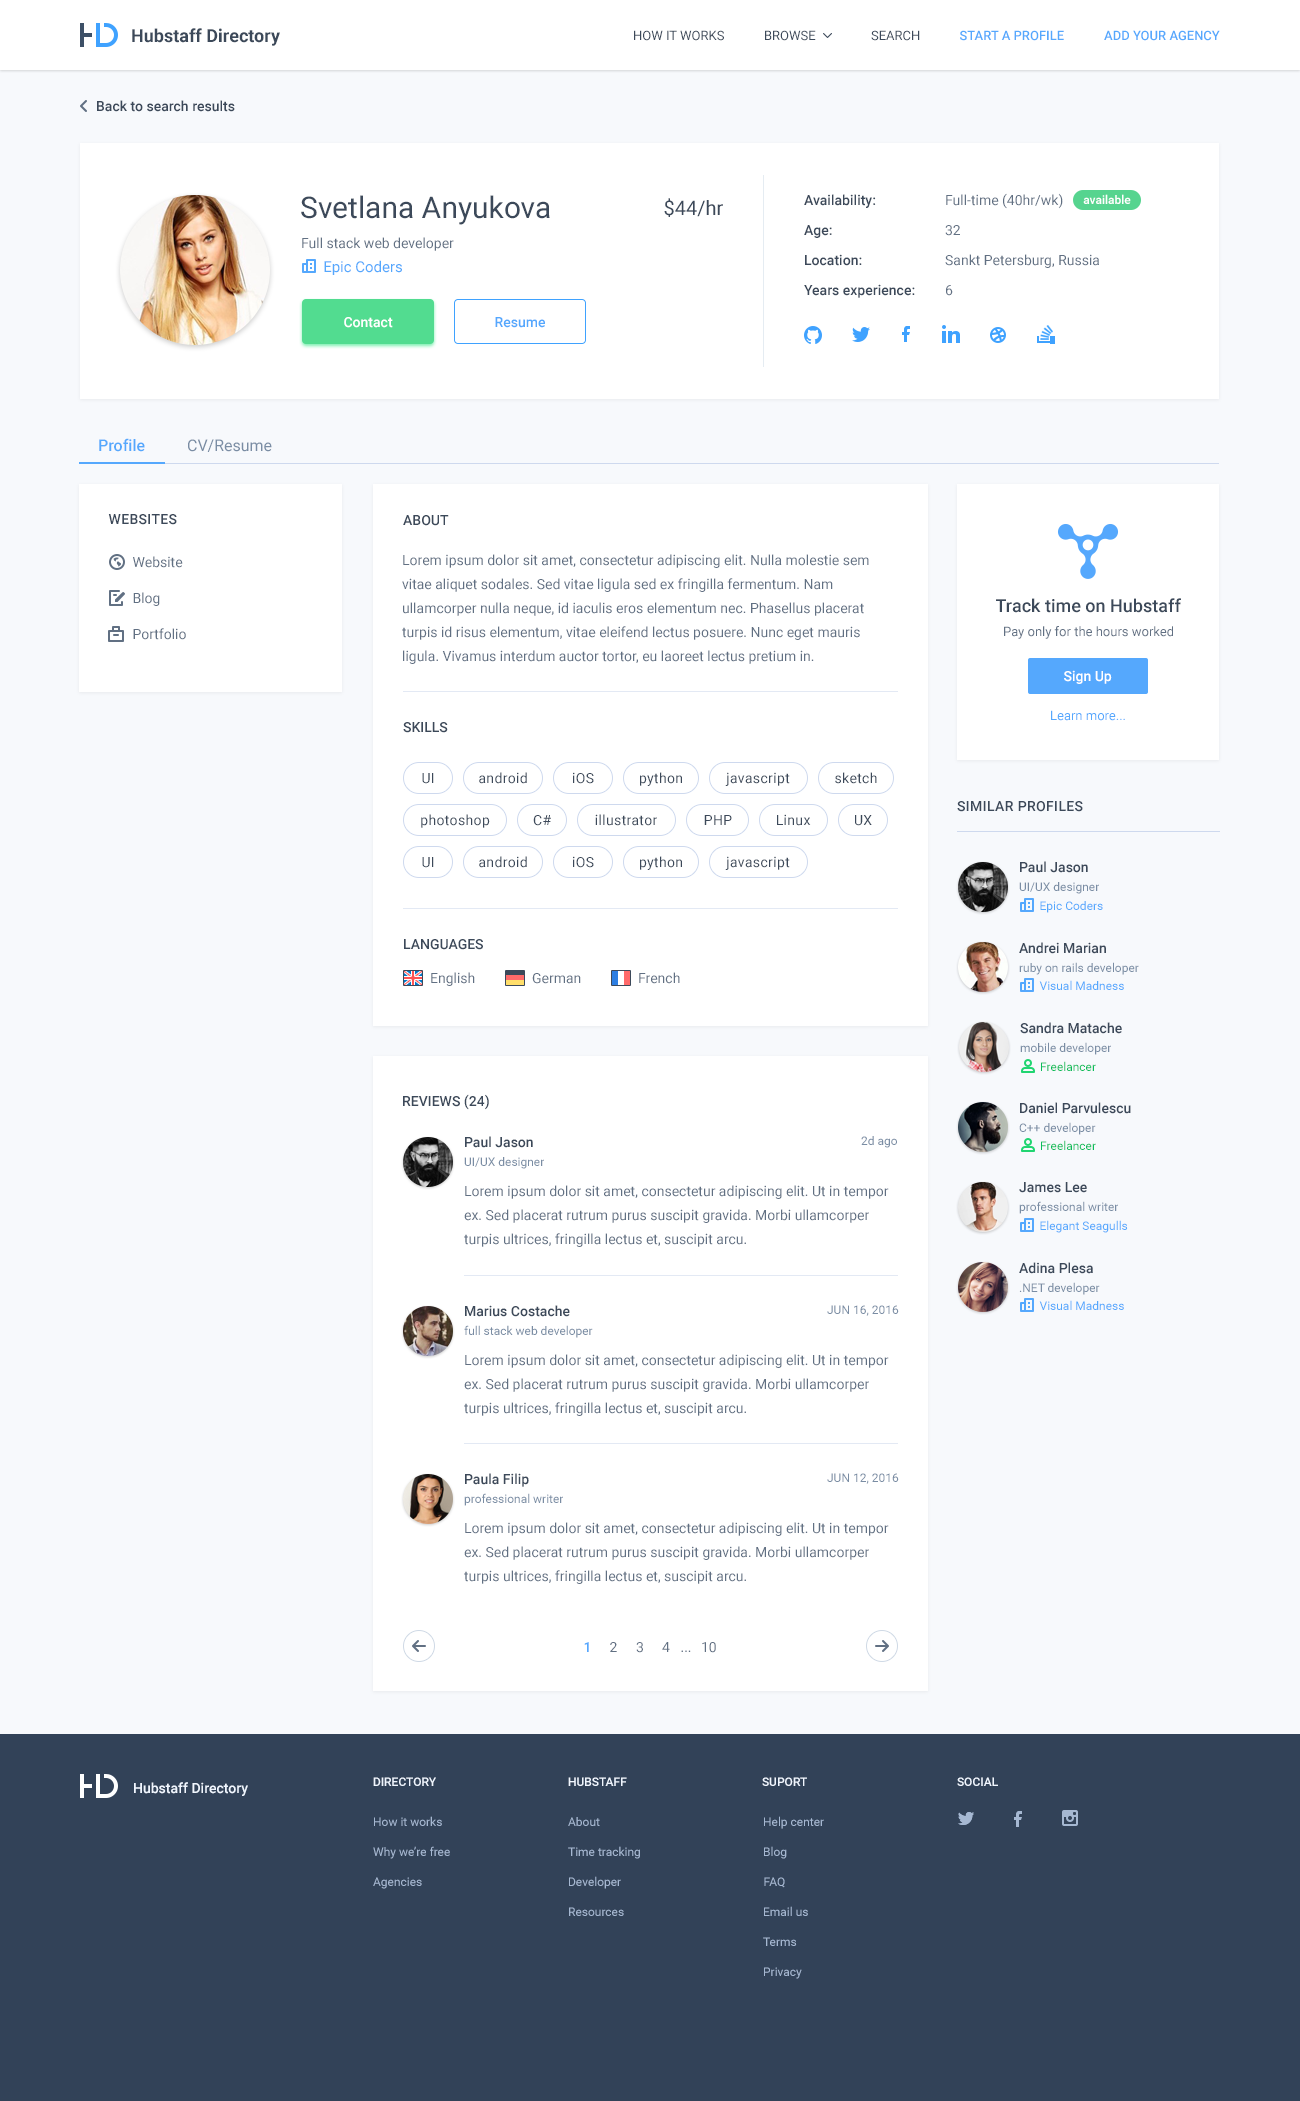 Hubstaff Directory
HOW IT WORKS
BROWSE
SEARCH
START A PROFILE
ADD YOUR AGENCY
Back to search results
Svetlana Anyukova
$44/hr
Full stack web developer
Epic Coders
Contact
Resume
Availability: Full-time (40hr/wk) available
Age: 32
Location: Sankt Petersburg, Russia
Years experience: 6
Profile
CV/Resume
WEBSITES
Website
Blog
Portfolio
ABOUT
Lorem ipsum dolor sit amet, consectetur adipiscing elit. Nulla molestie sem
vitae aliquet sodales. Sed vitae ligula sed ex fringilla fermentum. Nam
ullamcorper nulla neque, id iaculis eros elementum nec. Phasellus placerat
turpis id risus elementum, vitae eleifend lectus posuere. Nunc eget mauris
ligula. Vivamus interdum auctor tortor, eu laoreet lectus pretium in.
SKILLS
UI android iOS python javascript sketch
photoshop C# illustrator PHP Linux UX
UI android iOS python javascript
LANGUAGES
English German French
REVIEWS (24)
Paul Jason
2d ago
UI/UX designer
Lorem ipsum dolor sit amet, consectetur adipiscing elit. Ut in tempor
ex. Sed placerat rutrum purus suscipit gravida. Morbi ullamcorper
turpis ultrices, fringilla lectus et, suscipit arcu.
Marius Costache
JUN 16, 2016
full stack web developer
Lorem ipsum dolor sit amet, consectetur adipiscing elit. Ut in tempor
ex. Sed placerat rutrum purus suscipit gravida. Morbi ullamcorper
turpis ultrices, fringilla lectus et, suscipit arcu.
Paula Filip
JUN 12, 2016
professional writer
Lorem ipsum dolor sit amet, consectetur adipiscing elit. Ut in tempor
ex. Sed placerat rutrum purus suscipit gravida. Morbi ullamcorper
turpis ultrices, fringilla lectus et, suscipit arcu.
1 2 3 4 ... 10
Track time on Hubstaff
Pay only for the hours worked
Sign Up
Learn more...
SIMILAR PROFILES
Paul Jason
UI/UX designer
Epic Coders
Andrei Marian
ruby on rails developer
Visual Madness
Sandra Matache
mobile developer
Freelancer
Daniel Parvulescu
C++ developer
Freelancer
James Lee
professional writer
Elegant Seagulls
Adina Plesa
.NET developer
Visual Madness
Hubstaff Directory
DIRECTORY
How it works
Why we're free
Agencies
HUBSTAFF
About
Time tracking
Developer
Resources
SUPORT
Help center
Blog
FAQ
Email us
Terms
Privacy
SOCIAL